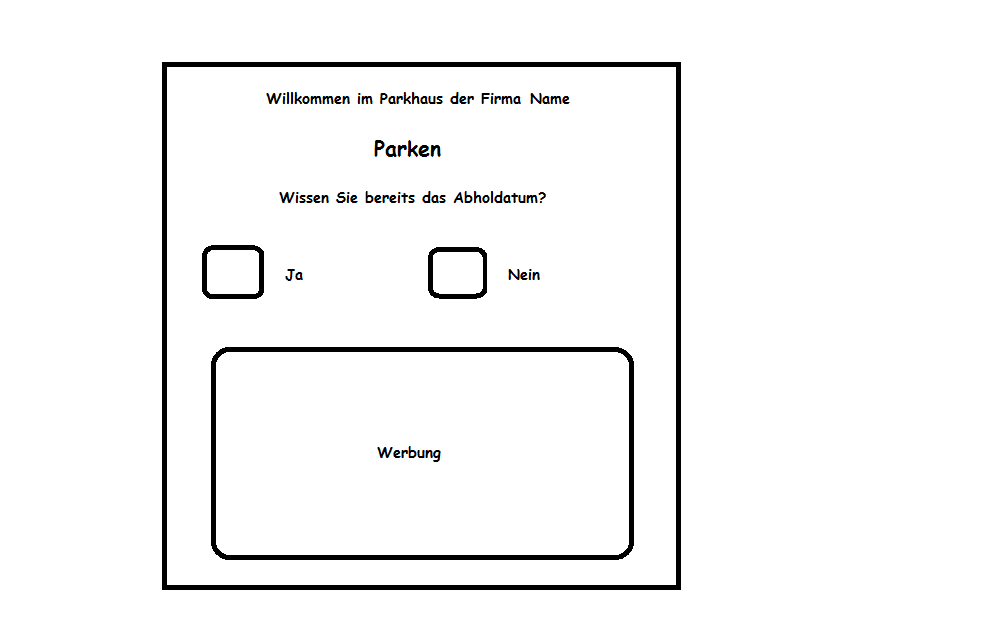 Willkommen im Parkhaus der Firma Name
Parken
Wissen Sie bereits das Abholdatum?
Ja Nein
Werbung